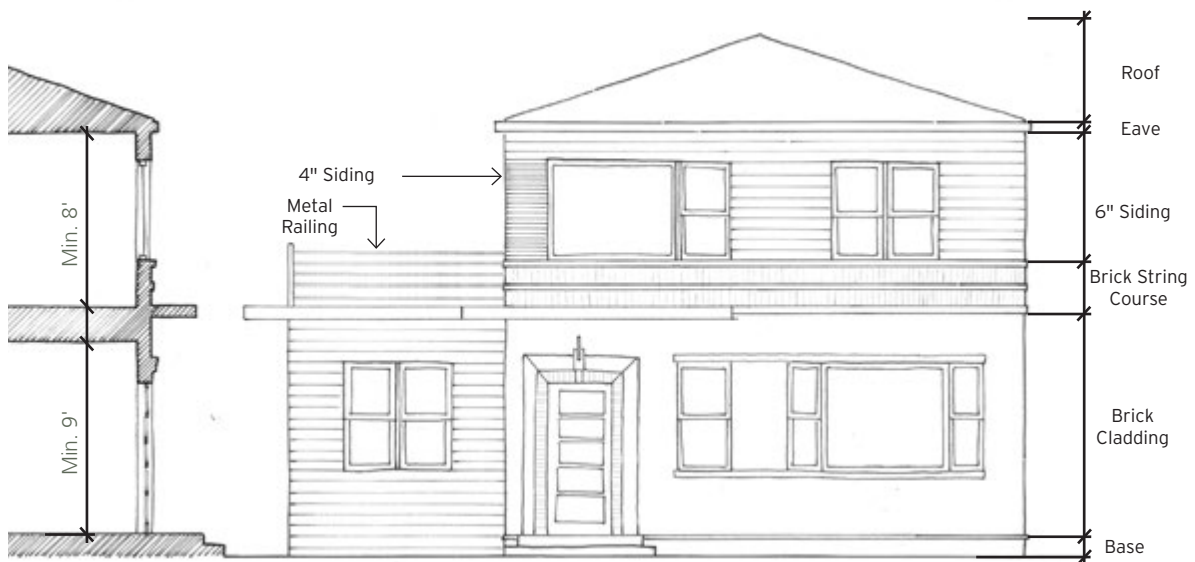 Roof
Eave
4" Siding
Metal
Railing
6" Siding
Min. 8'
Brick String
Course
Min. 9'
Brick
Cladding
Base